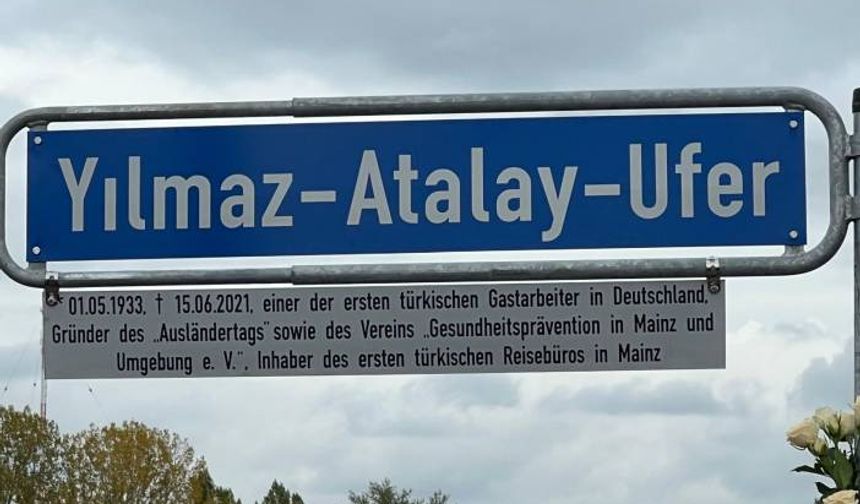 Yılmaz-Atalay-Ufer
* 01.05.1933, † 15.06.2021, einer der ersten türkischen Gastarbeiter in Deutschland,
Gründer des „Ausländertags" sowie des Vereins „Gesundheitsprävention in Mainz und
Umgebung e. V.", Inhaber des ersten türkischen Reisebüros in Mainz